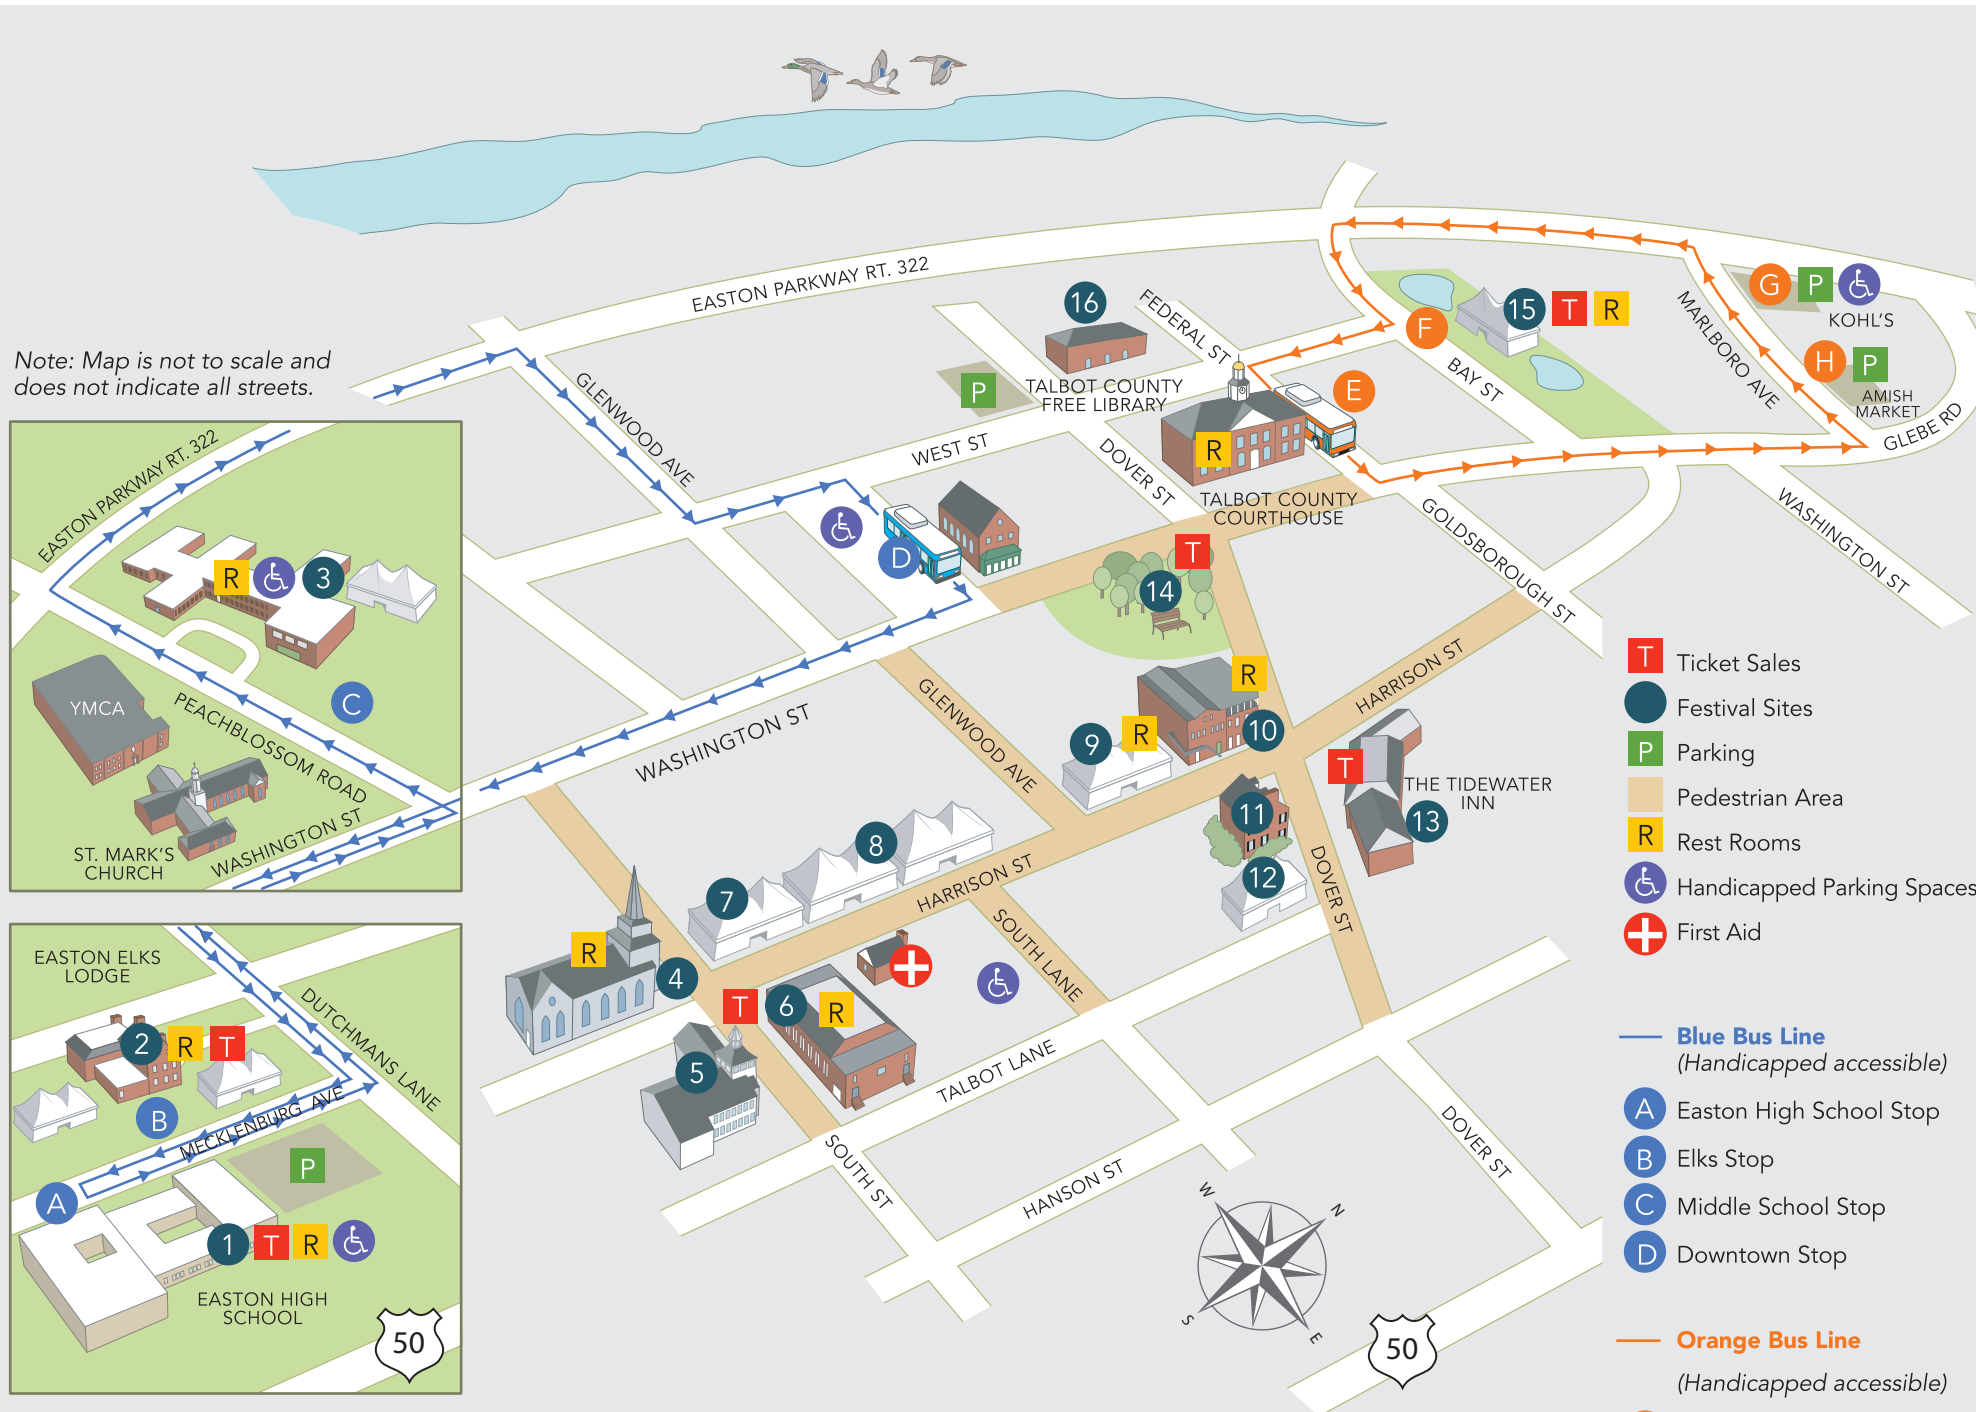 EASTON PARKWAY RT. 322
16
FEDERAL ST
15
T
R
G
P
KOHL'S
F
MARLBORO AVE
H
P
AMISH
MARKET
GLEBE RD
BAY ST
E
Note: Map is not to scale and
does not indicate all streets.
GLENWOOD AVE
P
TALBOT COUNTY
FREE LIBRARY
WEST ST
DOVER ST
R
TALBOT COUNTY
COURTHOUSE
GOLDSBOROUGH ST
WASHINGTON ST
D
T
14
EASTON PARKWAY RT. 322
R
3
C
YMCA
PEACHBLOSSOM ROAD
ST. MARK'S
CHURCH
WASHINGTON ST
WASHINGTON ST
GLENWOOD AVE
R
9
R
10
HARRISON ST
T
THE TIDEWATER
INN
13
11
12
DOVER ST
8
7
HARRISON ST
SOUTH LANE
R
4
T
6
R
5
TALBOT LANE
SOUTH ST
HANSON ST
DOVER ST
EASTON ELKS
LODGE
DUTCHMANS LANE
2
R
T
B
MECKLENBURG AVE
P
A
1
T
R
EASTON HIGH
SCHOOL
50
W
N
S
E
50
T
Ticket Sales
Festival Sites
P
Parking
Pedestrian Area
R
Rest Rooms
Handicapped Parking Spaces
First Aid
Blue Bus Line
(Handicapped accessible)
A
Easton High School Stop
B
Elks Stop
C
Middle School Stop
D
Downtown Stop
Orange Bus Line
(Handicapped accessible)